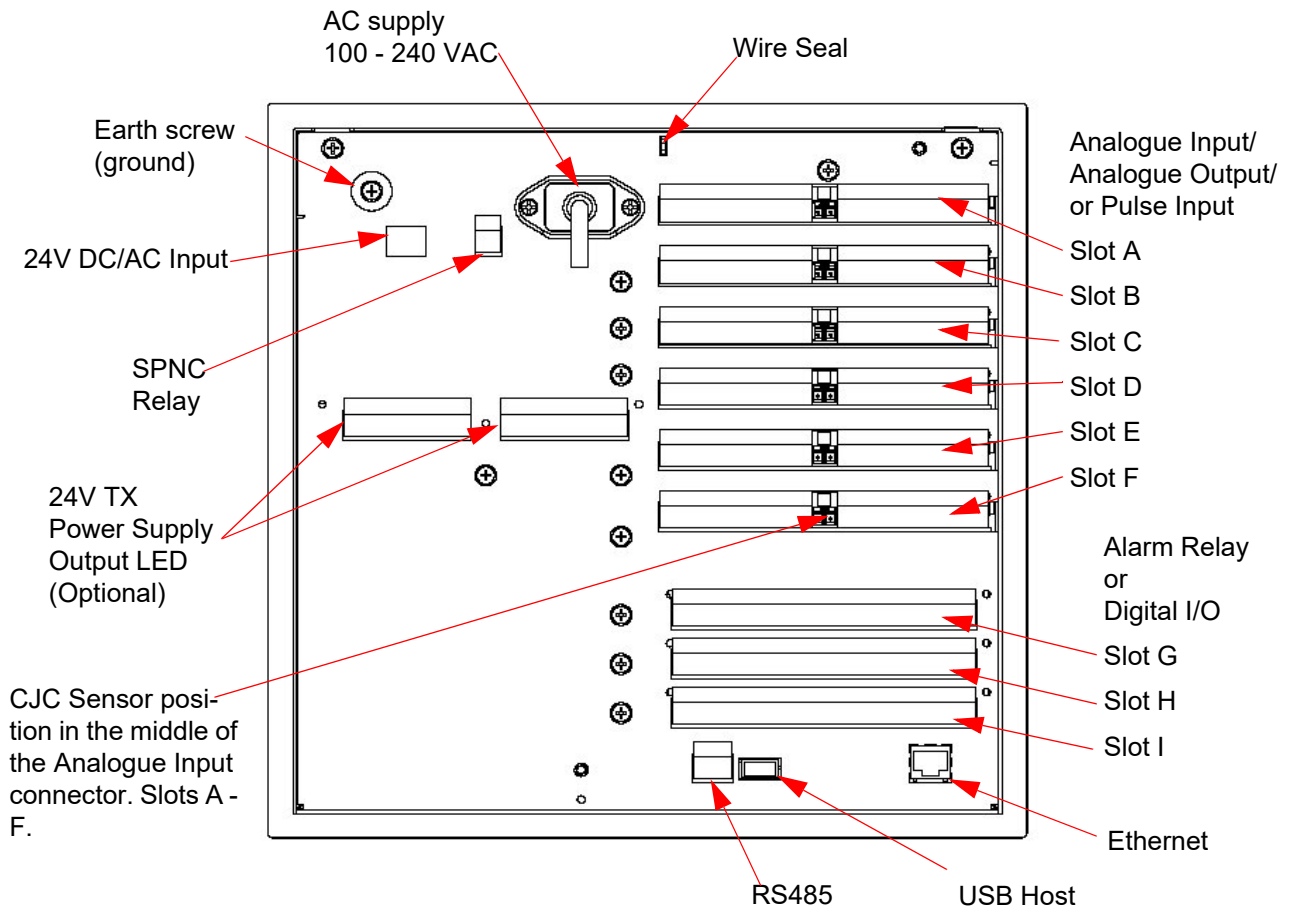 AC supply
100 - 240 VAC
Wire Seal
Earth screw
(ground)
Analogue Input/
Analogue Output/
or Pulse Input
24V DC/AC Input
Slot A
Slot B
Slot C
SPNC
Relay
Slot D
Slot E
Slot F
24V TX
Power Supply
Output LED
(Optional)
Alarm Relay
or
Digital I/O
Slot G
Slot H
Slot I
CJC Sensor posi-
tion in the middle of
the Analogue Input
connector. Slots A -
F.
Ethernet
RS485
USB Host